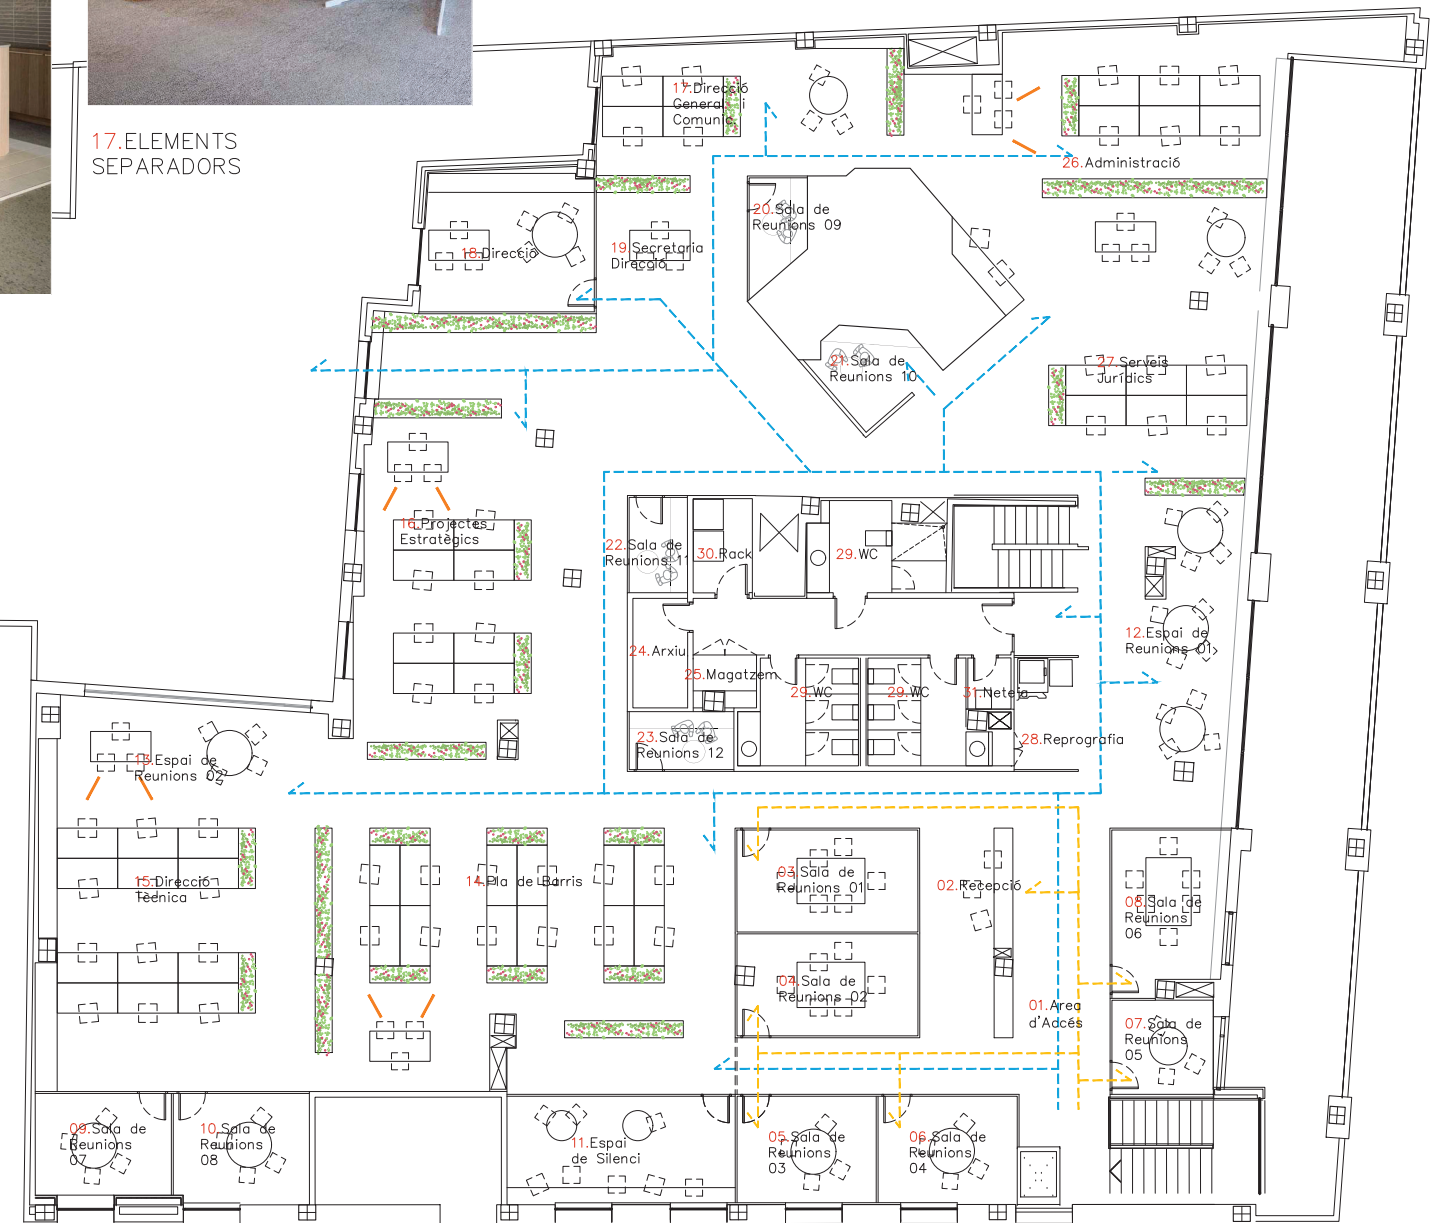 17.ELEMENTS
SEPARADORS
17.Direcció
General i
Comunic.
26.Administració
20.Sala de
Reunions 09
18.Direcció
19.Secretaria
Direcció
21.Sala de
Reunions 10
27.Serveis
Jurídics
16.Projectes
Estratègics
22.Sala de
Reunions 11
30.Rack
29.WC
24.Arxiu
25.Magatzem
29.WC
29.WC
31.Neteja
12.Espai de
Reunions 01
23.Sala de
Reunions 12
28.Reprografia
13.Espai de
Reunions 02
15.Direcció
Tècnica
14.Pla de Barris
03.Sala de
Reunions 01
02.Recepció
08.Sala de
Reunions
06
04.Sala de
Reunions 02
01.Area
d'Accés
07.Sala de
Reunions
05
09.Sala de
Reunions
07
10.Sala de
Reunions
08
11.Espai
de Silenci
05.Sala de
Reunions
03
06.Sala de
Reunions
04